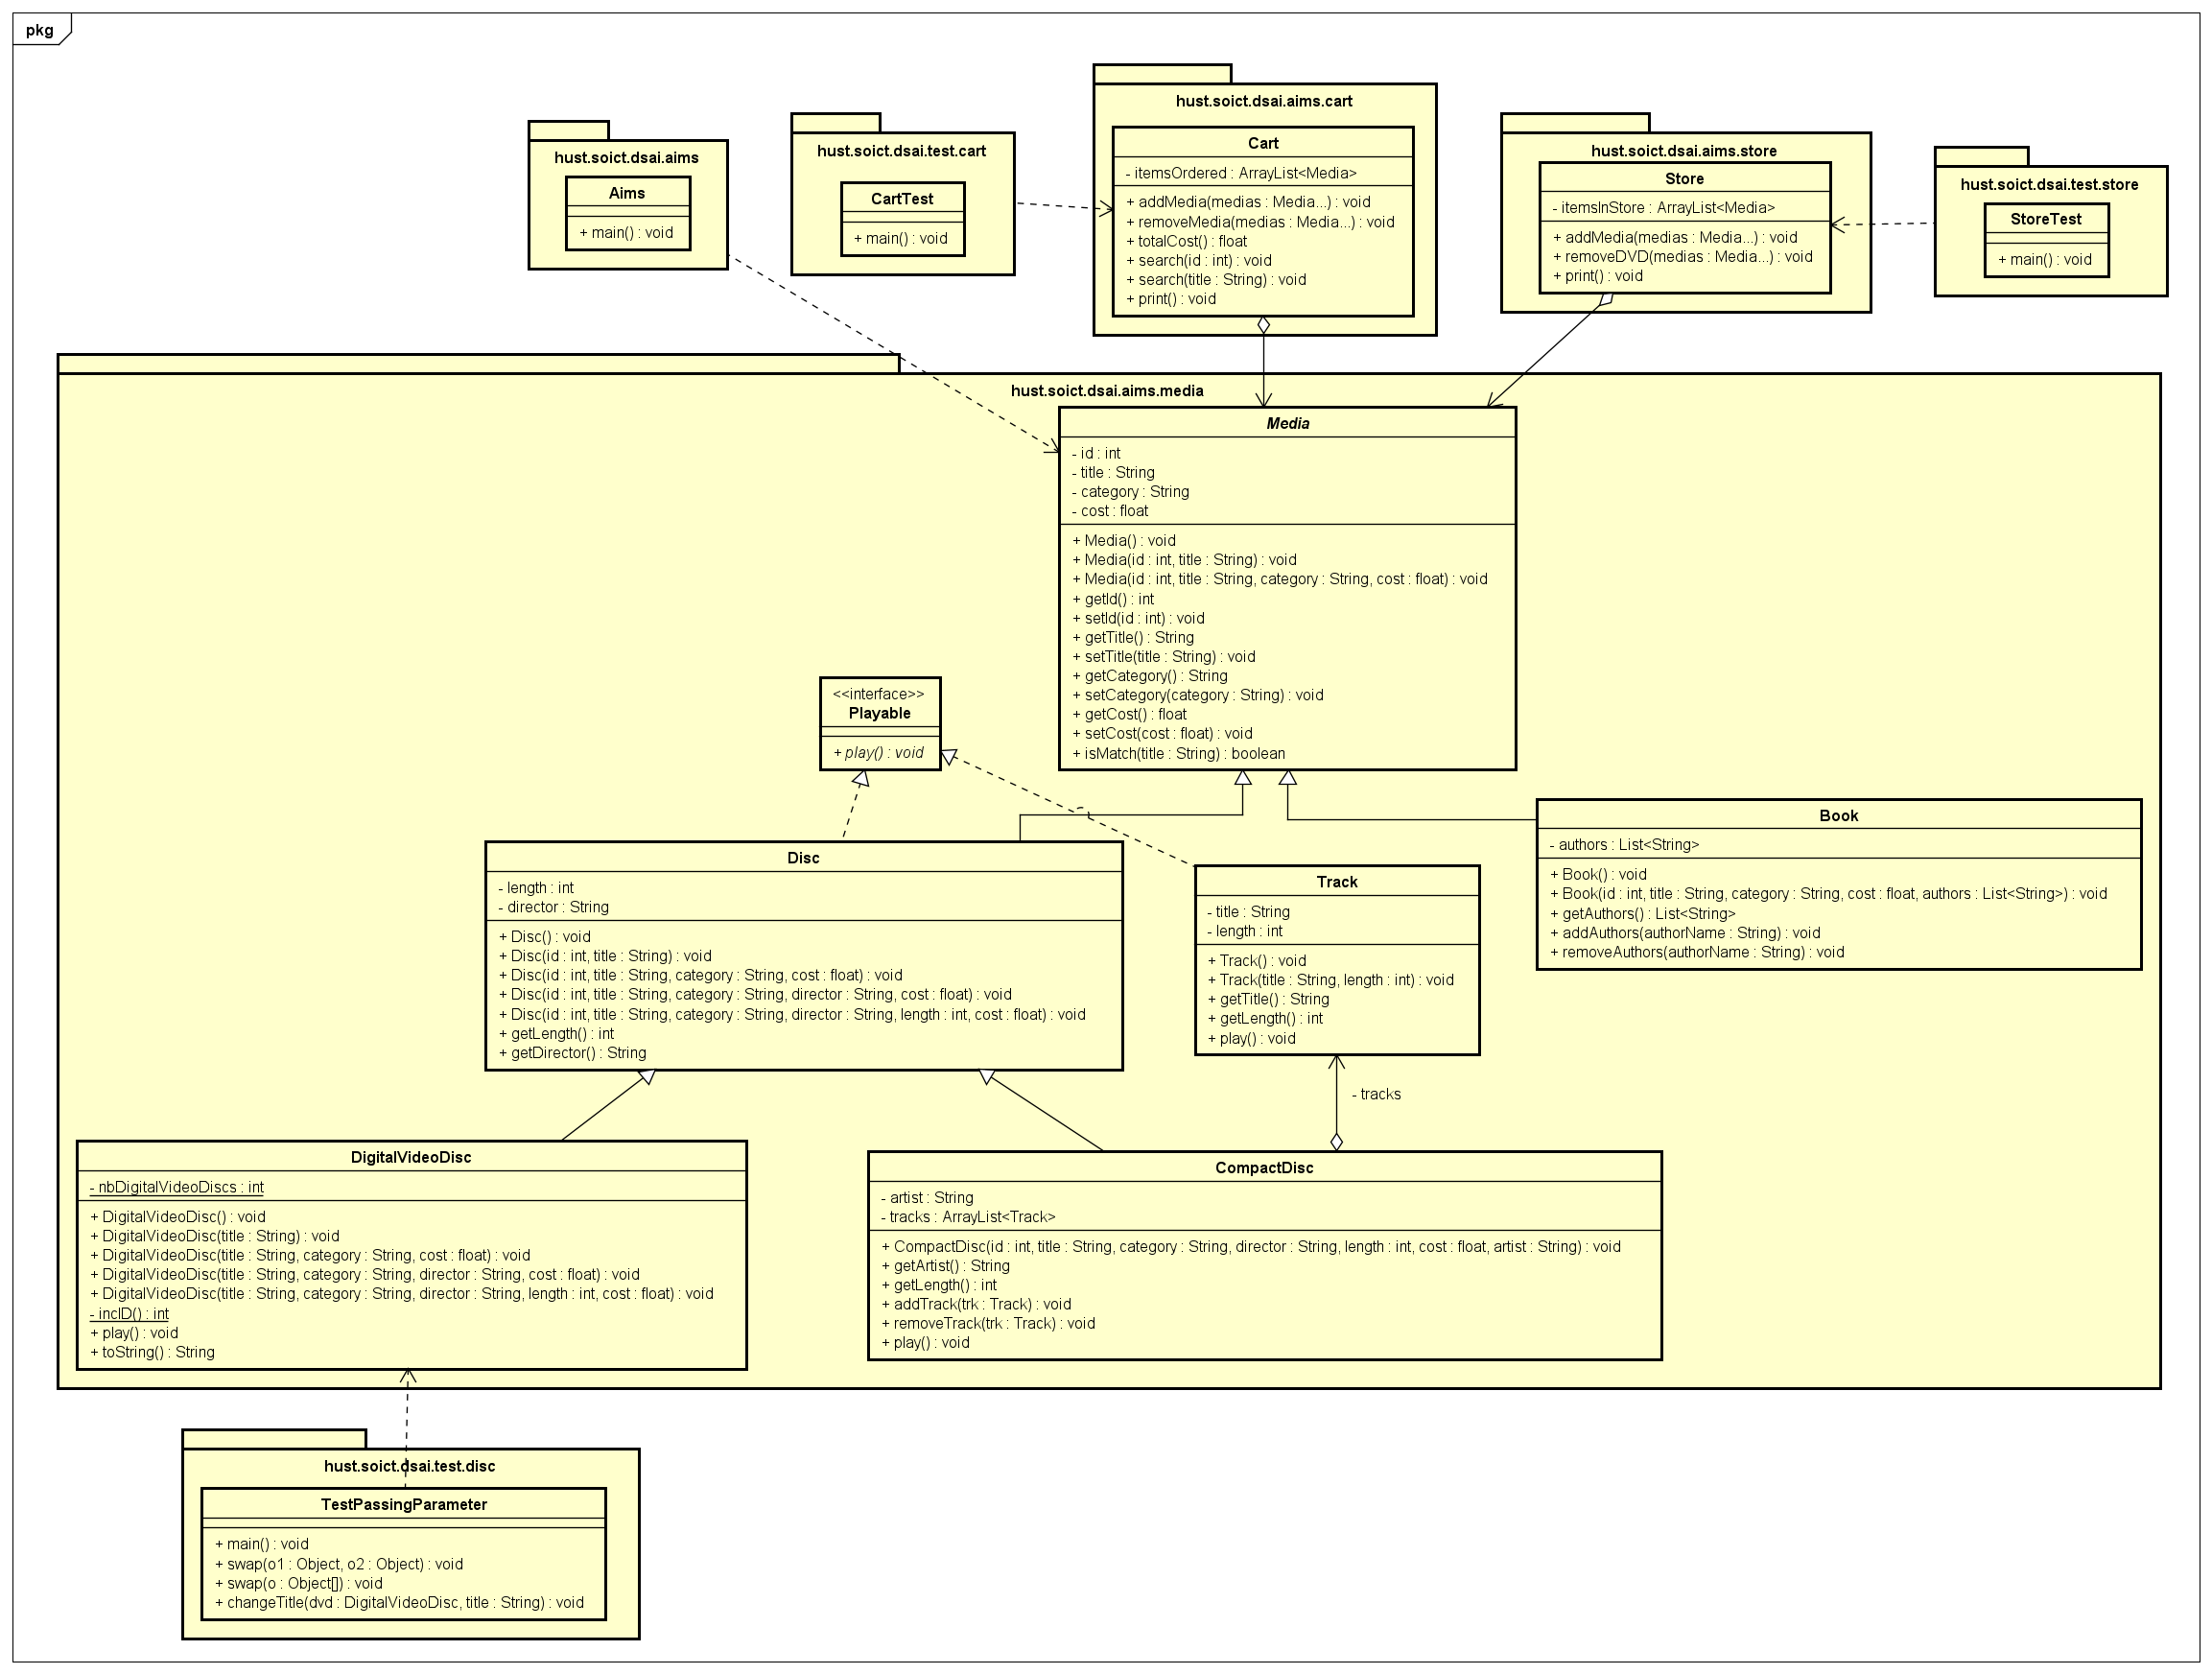 pkg
hust.soict.dsai.aims
Aims
+ main() : void
hust.soict.dsai.test.cart
CartTest
+ main() : void
hust.soict.dsai.aims.cart
Cart
- itemsOrdered : ArrayList<Media>
+ addMedia(medias : Media...) : void
+ removeMedia(medias : Media...) : void
+ totalCost() : float
+ search(id : int) : void
+ search(title : String) : void
+ print() : void
hust.soict.dsai.aims.store
Store
- itemsInStore : ArrayList<Media>
+ addMedia(medias : Media...) : void
+ removeDVD(medias : Media...) : void
+ print() : void
hust.soict.dsai.test.store
StoreTest
+ main() : void
hust.soict.dsai.aims.media
Media
- id : int
- title : String
- category : String
- cost : float
+ Media() : void
+ Media(id : int, title : String) : void
+ Media(id : int, title : String, category : String, cost : float) : void
+ getId() : int
+ setId(id : int) : void
+ getTitle() : String
+ setTitle(title : String) : void
+ getCategory() : String
+ setCategory(category : String) : void
+ getCost() : float
+ setCost(cost : float) : void
+ isMatch(title : String) : boolean
<<interface>>
Playable
+ play() : void
Disc
- length : int
- director : String
+ Disc() : void
+ Disc(id : int, title : String) : void
+ Disc(id : int, title : String, category : String, cost : float) : void
+ Disc(id : int, title : String, category : String, director : String, cost : float) : void
+ Disc(id : int, title : String, category : String, director : String, length : int, cost : float) : void
+ getLength() : int
+ getDirector() : String
Track
- title : String
- length : int
+ Track() : void
+ Track(title : String, length : int) : void
+ getTitle() : String
+ getLength() : int
+ play() : void
Book
- authors : List<String>
+ Book() : void
+ Book(id : int, title : String, category : String, cost : float, authors : List<String>) : void
+ getAuthors() : List<String>
+ addAuthors(authorName : String) : void
+ removeAuthors(authorName : String) : void
- tracks
DigitalVideoDisc
- nbDigitalVideoDiscs : int
+ DigitalVideoDisc() : void
+ DigitalVideoDisc(title : String) : void
+ DigitalVideoDisc(title : String, category : String, cost : float) : void
+ DigitalVideoDisc(title : String, category : String, director : String, cost : float) : void
+ DigitalVideoDisc(title : String, category : String, director : String, length : int, cost : float) : void
- incID() : int
+ play() : void
+ toString() : String
CompactDisc
- artist : String
- tracks : ArrayList<Track>
+ CompactDisc(id : int, title : String, category : String, director : String, length : int, cost : float, artist : String) : void
+ getArtist() : String
+ getLength() : int
+ addTrack(trk : Track) : void
+ removeTrack(trk : Track) : void
+ play() : void
hust.soict.dsai.test.disc
TestPassingParameter
+ main() : void
+ swap(o1 : Object, o2 : Object) : void
+ swap(o : Object[]) : void
+ changeTitle(dvd : DigitalVideoDisc, title : String) : void